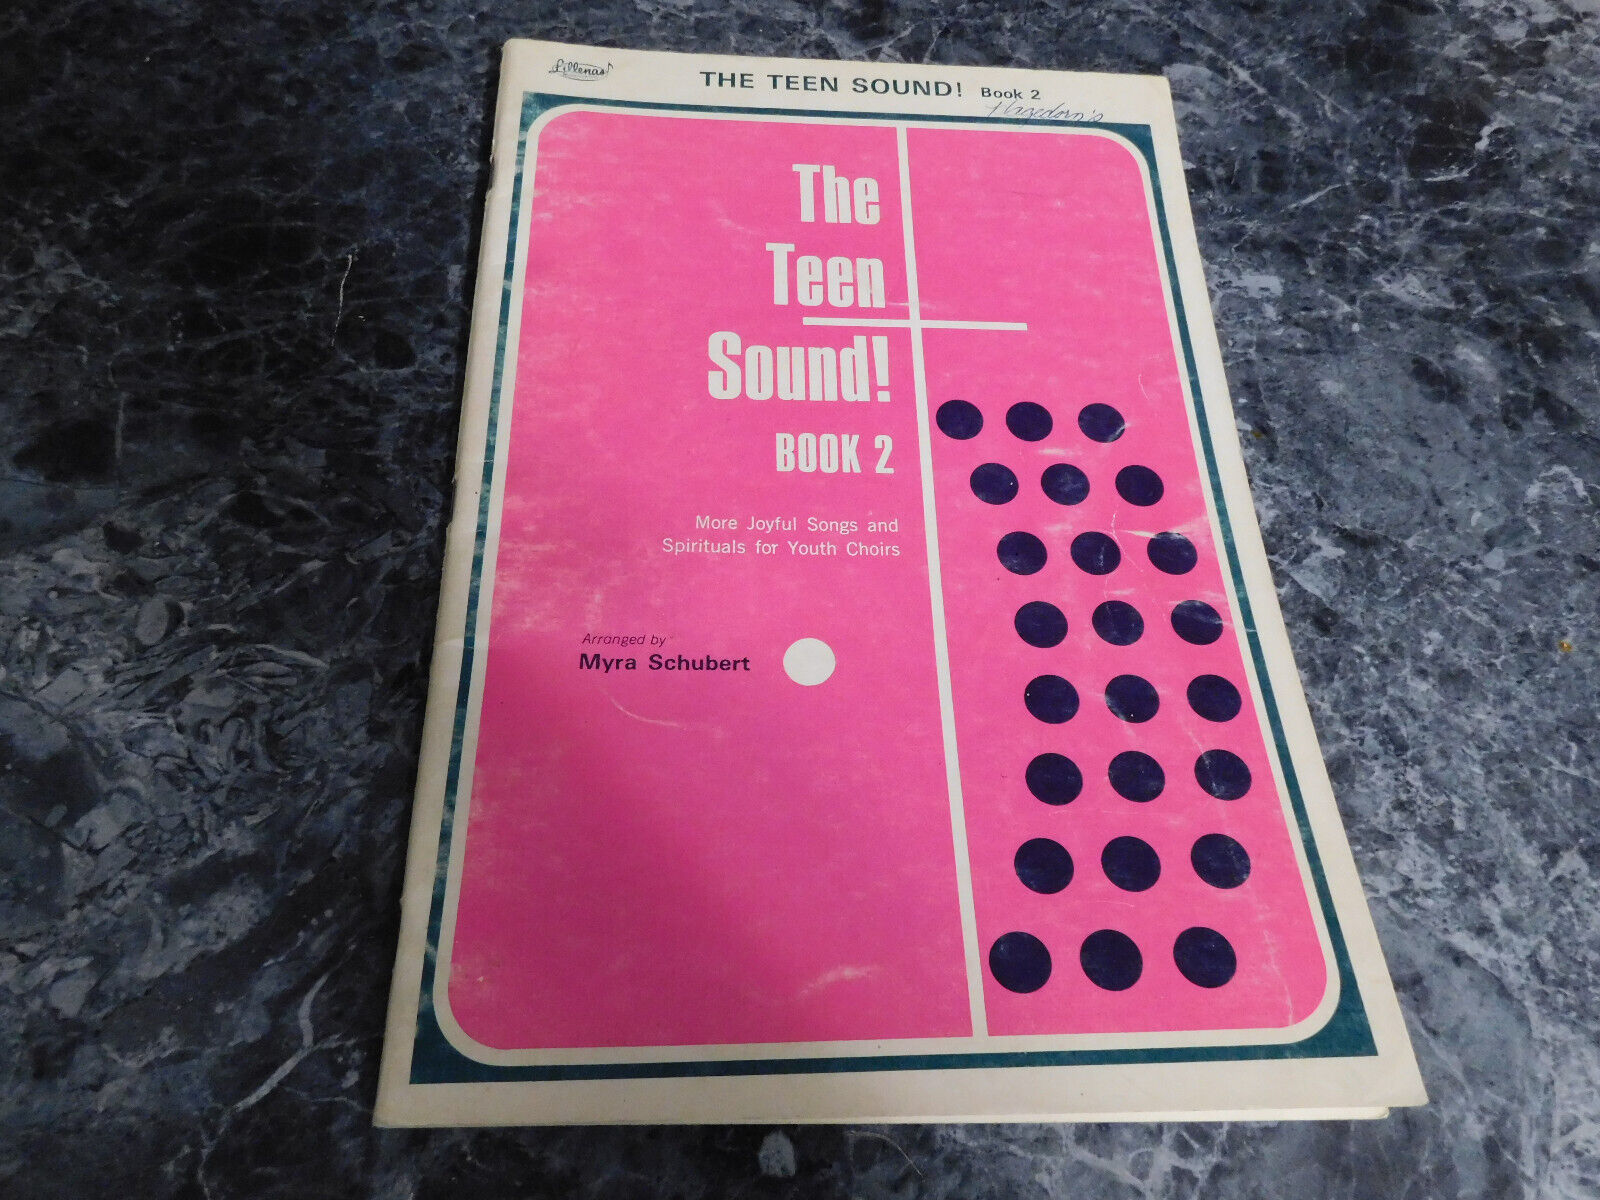 Lillenas
THE TEEN SOUND! Book 2
Hagedorn's
The
Teen
Sound!
BOOK 2
More Joyful Songs and
Spirituals for Youth Choirs
Arranged by
Myra Schubert